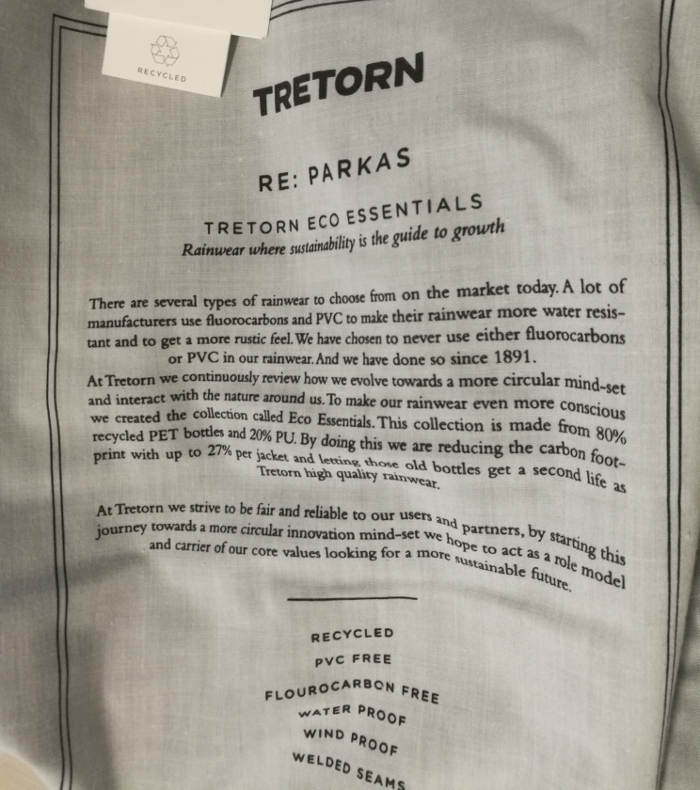 RECYCLED
TRETORN
RE: PARKAS
TRETORN ECO ESSENTIALS
Rainwear where sustainability is the guide to growth
There are several types of rainwear to choose from on the market today. A lot of
manufacturers use fluorocarbons and PVC to make their rainwear more water resis-
tant and to get a more rustic feel. We have chosen to never use either fluorocarbons
or PVC in our rainwear. And we have done so since 1891.
At Tretorn we continuously review how we evolve towards a more circular mind-set
and interact with the nature around us. To make our rainwear even more conscious
we created the collection called Eco Essentials. This collection is made from 80%
recycled PET bottles and 20% PU. By doing this we are reducing the carbon foot-
print with up to 27% per jacket and letting those old bottles get a second life as
Tretorn high quality rainwear.
At Tretorn we strive to be fair and reliable to our users and partners, by starting this
journey towards a more circular innovation mind-set we hope to act as a role model
and carrier of our core values looking for a more sustainable future.
RECYCLED
PVC FREE
FLOUROCARBON FREE
WATER PROOF
WIND PROOF
WELDED SEAMS